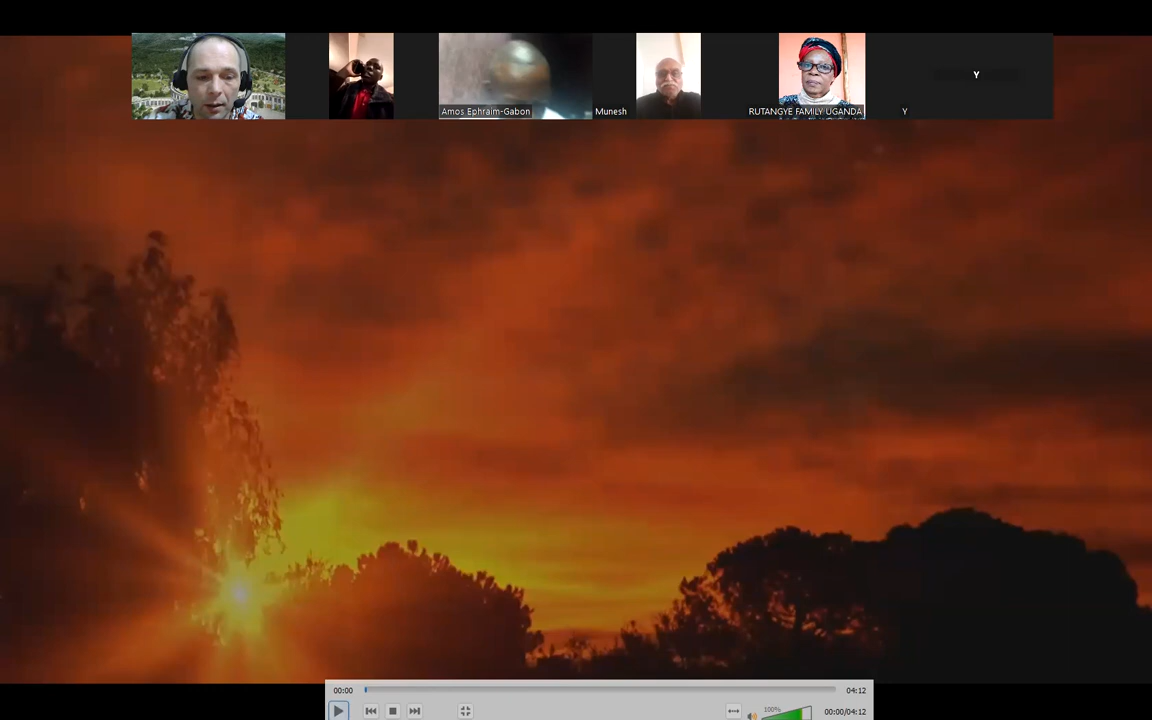 Y
Amos Ephraim-Gabon
Munesh
RUTANGYE FAMILY UGANDA
Y
00:00
04:12
100%
00:00/04:12